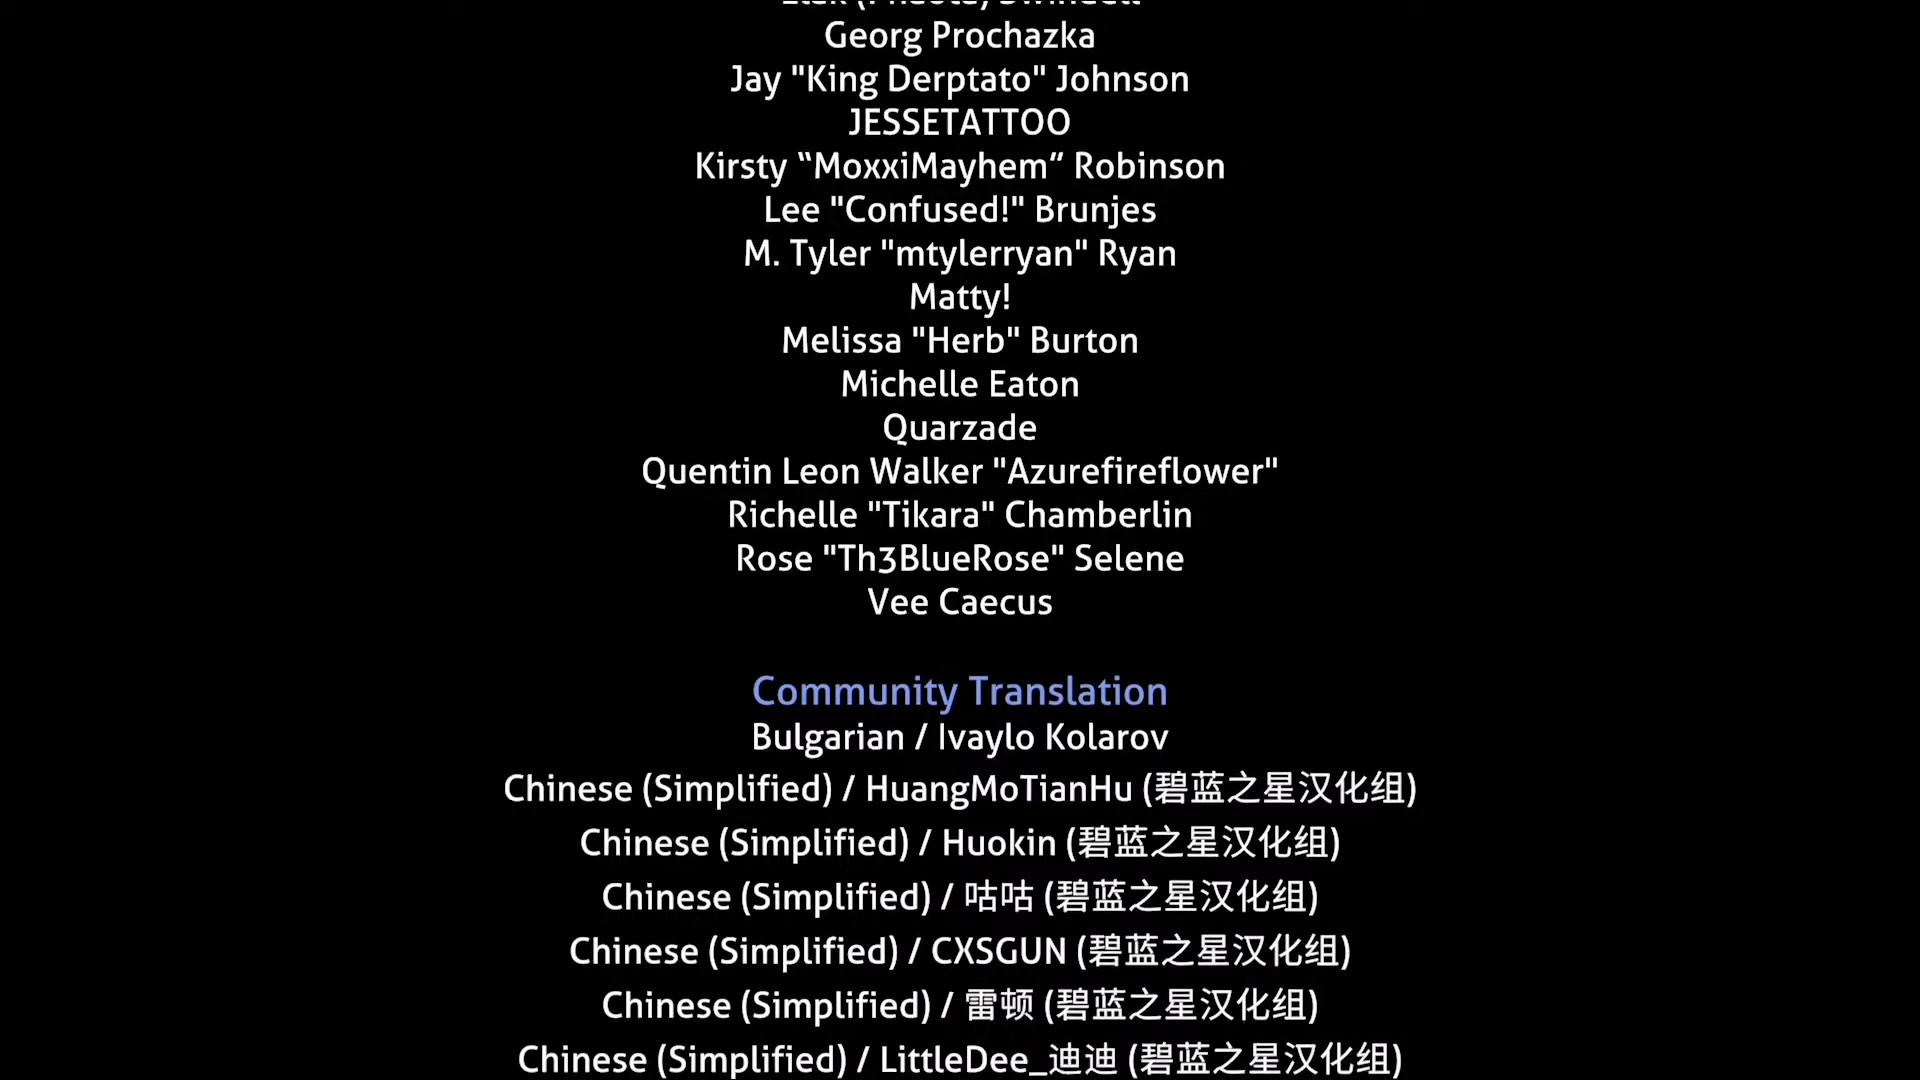 Georg Prochazka
Jay "King Derptato" Johnson
JESSETATTOO
Kirsty “MoxxiMayhem” Robinson
Lee "Confused!" Brunjes
M. Tyler "mtylerryan" Ryan
Matty!
Melissa "Herb" Burton
Michelle Eaton
Quarzade
Quentin Leon Walker "Azurefireflower"
Richelle "Tikara" Chamberlin
Rose "Th3BlueRose" Selene
Vee Caecus
Community Translation
Bulgarian / Ivaylo Kolarov
Chinese (Simplified) / HuangMoTianHu (碧蓝之星汉化组)
Chinese (Simplified) / Huokin (碧蓝之星汉化组)
Chinese (Simplified) / 咕咕 (碧蓝之星汉化组)
Chinese (Simplified) / CXSGUN (碧蓝之星汉化组)
Chinese (Simplified) / 雷顿 (碧蓝之星汉化组)
Chinese (Simplified) / LittleDee_迪迪 (碧蓝之星汉化组)